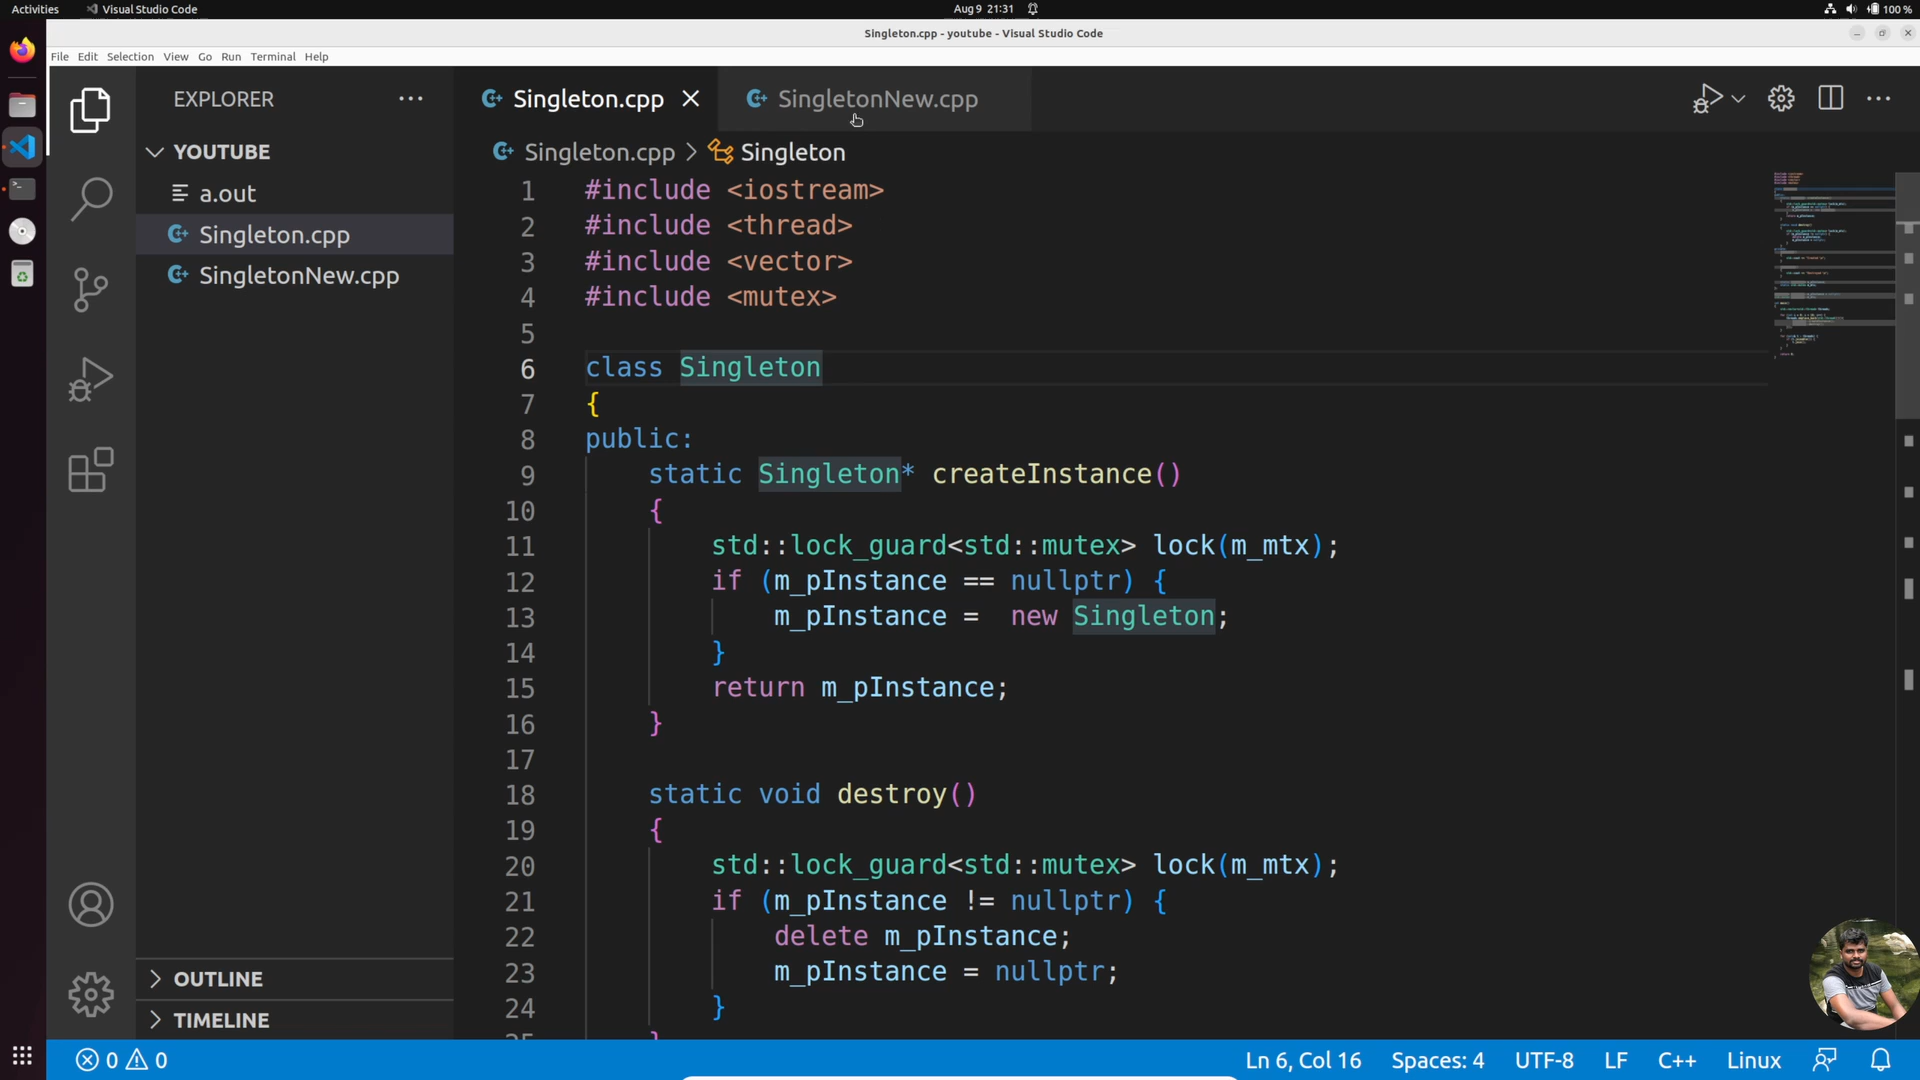 Activities Visual Studio Code Aug 9 21:31 100 %
Singleton.cpp - youtube - Visual Studio Code
File Edit Selection View Go Run Terminal Help
EXPLORER
YOUTUBE
a.out
Singleton.cpp
SingletonNew.cpp
OUTLINE
TIMELINE
Singleton.cpp SingletonNew.cpp
Singleton.cpp > Singleton
1 #include <iostream>
2 #include <thread>
3 #include <vector>
4 #include <mutex>
5
6 class Singleton
7 {
8 public:
9 static Singleton* createInstance()
10 {
11 std::lock_guard<std::mutex> lock(m_mtx);
12 if (m_pInstance == nullptr) {
13 m_pInstance =  new Singleton;
14 }
15 return m_pInstance;
16 }
17
18 static void destroy()
19 {
20 std::lock_guard<std::mutex> lock(m_mtx);
21 if (m_pInstance != nullptr) {
22 delete m_pInstance;
23 m_pInstance = nullptr;
24 }
25 }
0 0 Ln 6, Col 16 Spaces: 4 UTF-8 LF C++ Linux